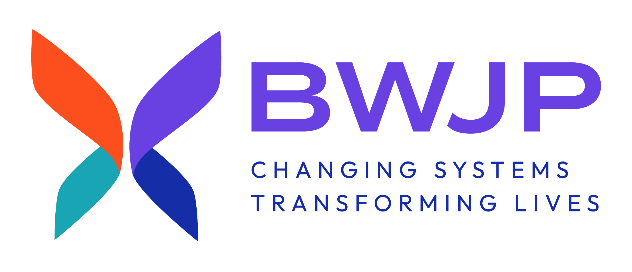 BWJP
CHANGING SYSTEMS
TRANSFORMING LIVES